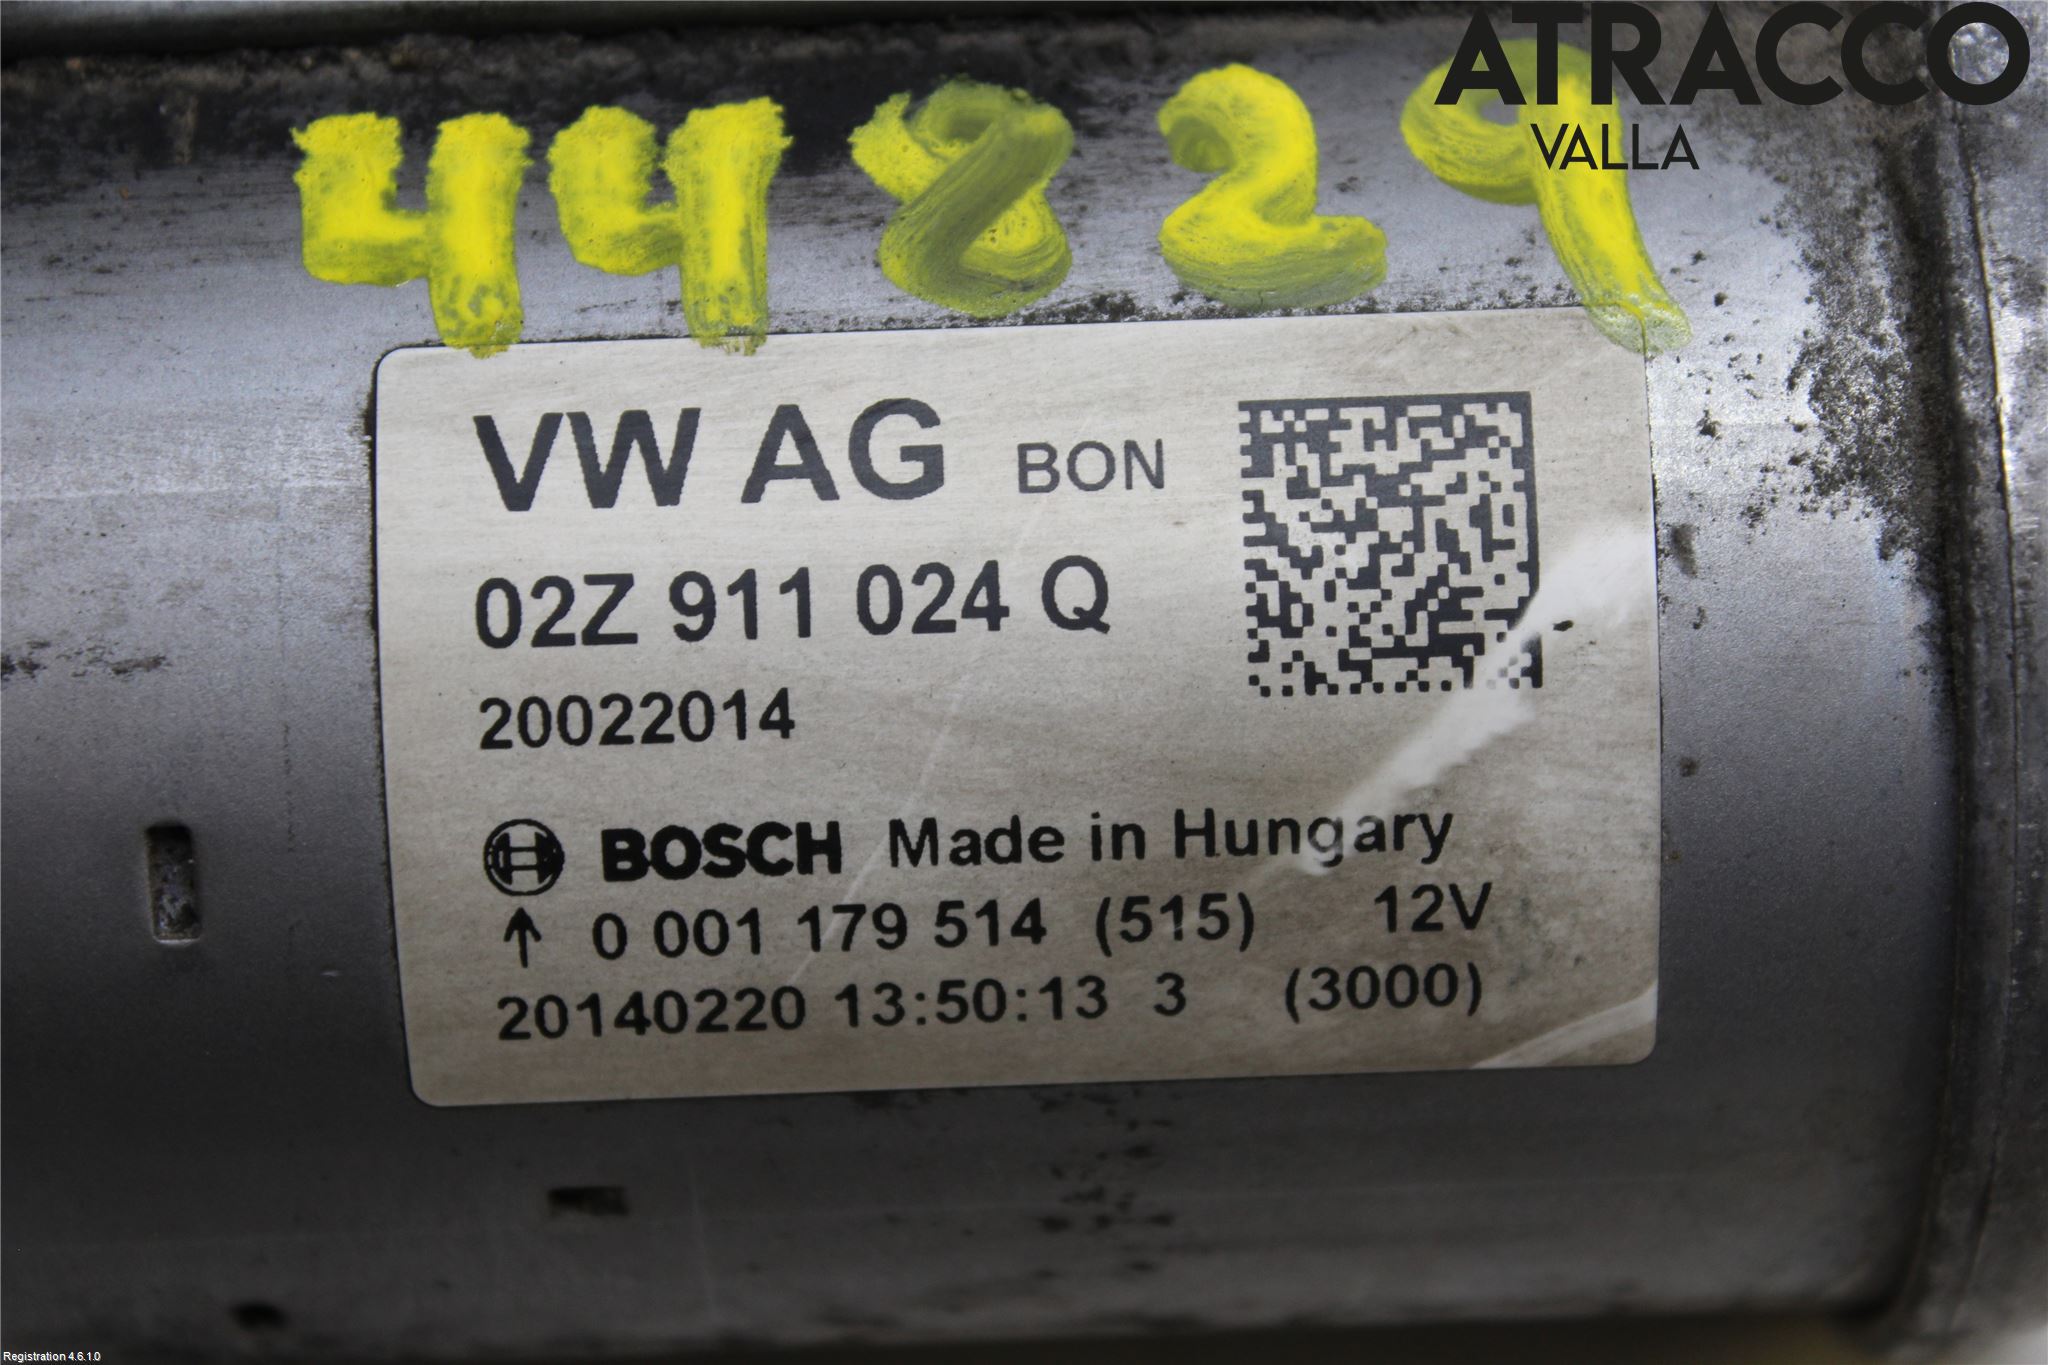 ATRACCO
VALLA
44829
VW AG BON
02Z 911 024 Q
20022014
BOSCH Made in Hungary
↑ 0 001 179 514 (515) 12V
20140220 13:50:13 3 (3000)
Registration 4.6.1.0